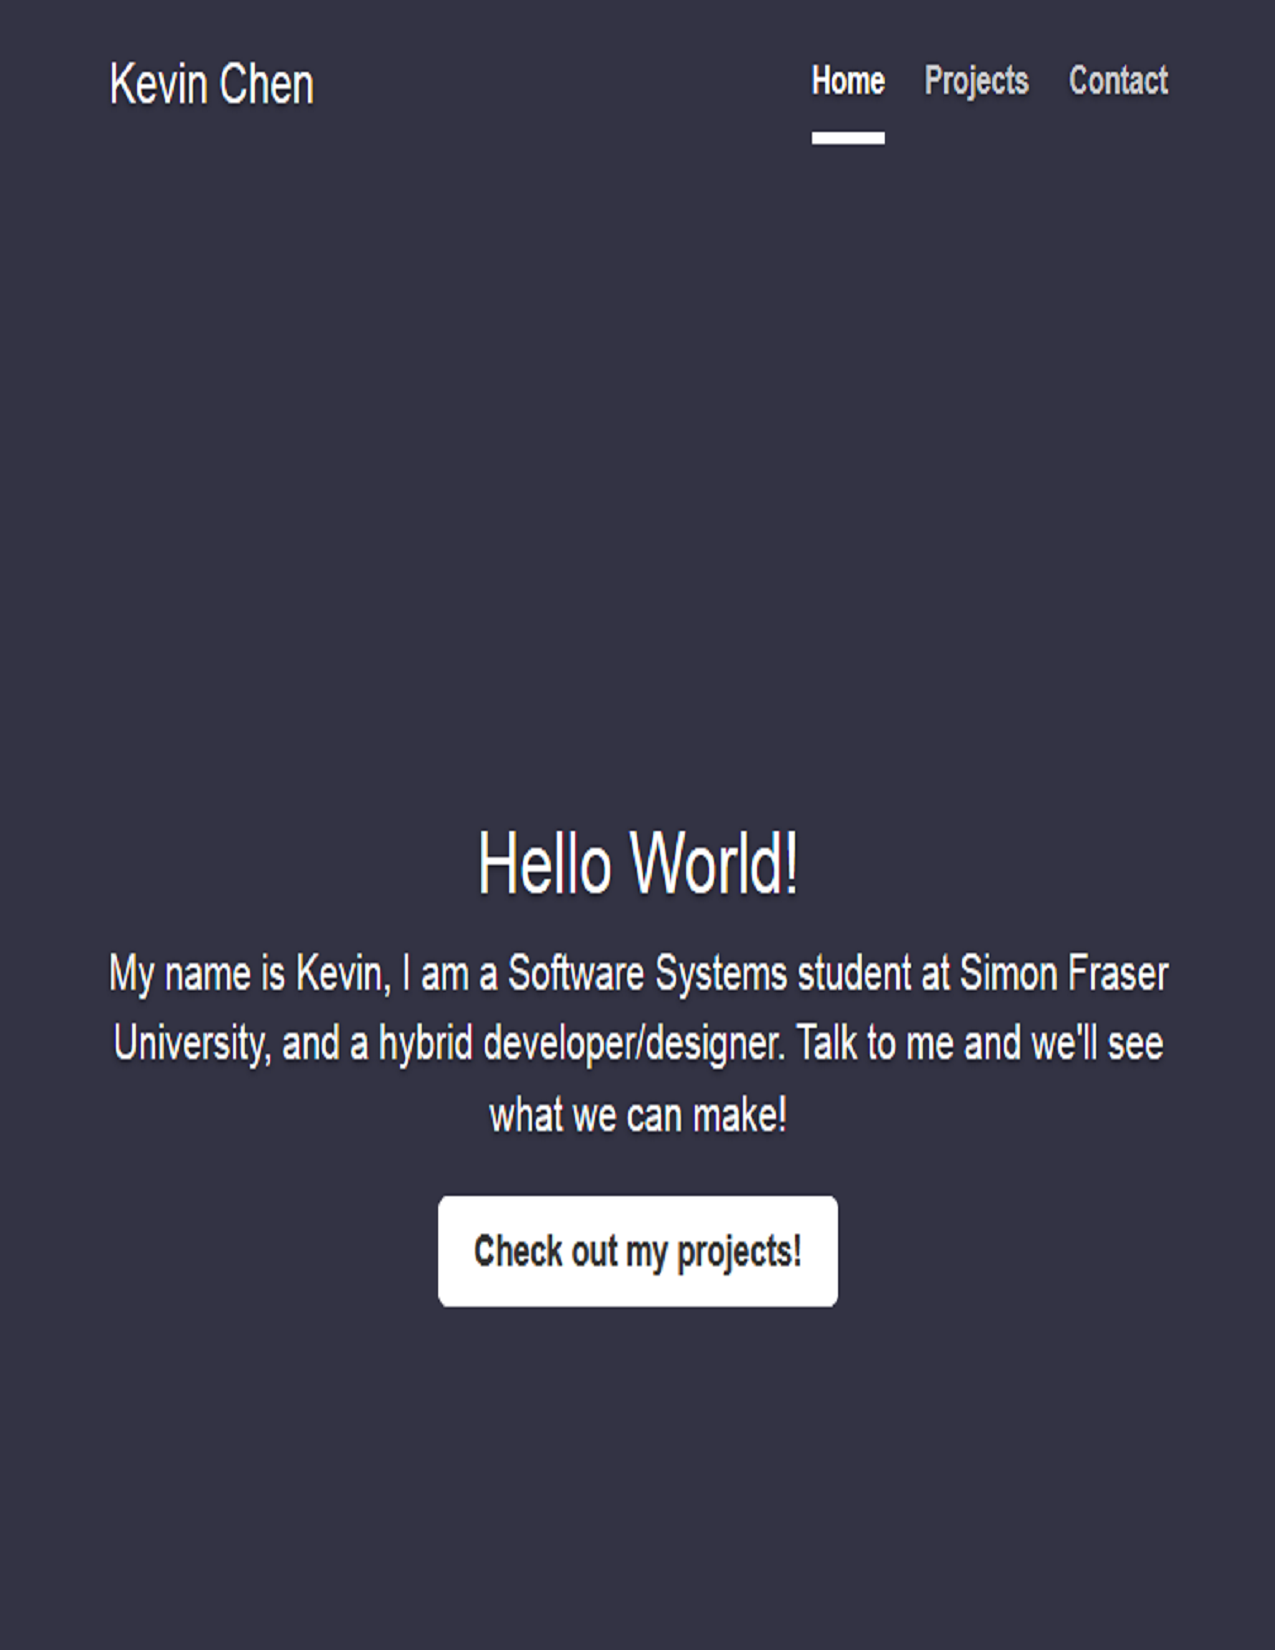 Kevin Chen
Home Projects Contact
Hello World!
My name is Kevin, I am a Software Systems student at Simon Fraser
University, and a hybrid developer/designer. Talk to me and we'll see
what we can make!
Check out my projects!